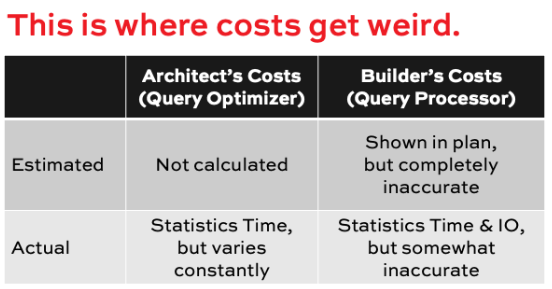 This is where costs get weird.
Architect's Costs
(Query Optimizer)
Builder's Costs
(Query Processor)
Estimated
Not calculated
Shown in plan,
but completely
inaccurate
Actual
Statistics Time,
but varies
constantly
Statistics Time & IO,
but somewhat
inaccurate